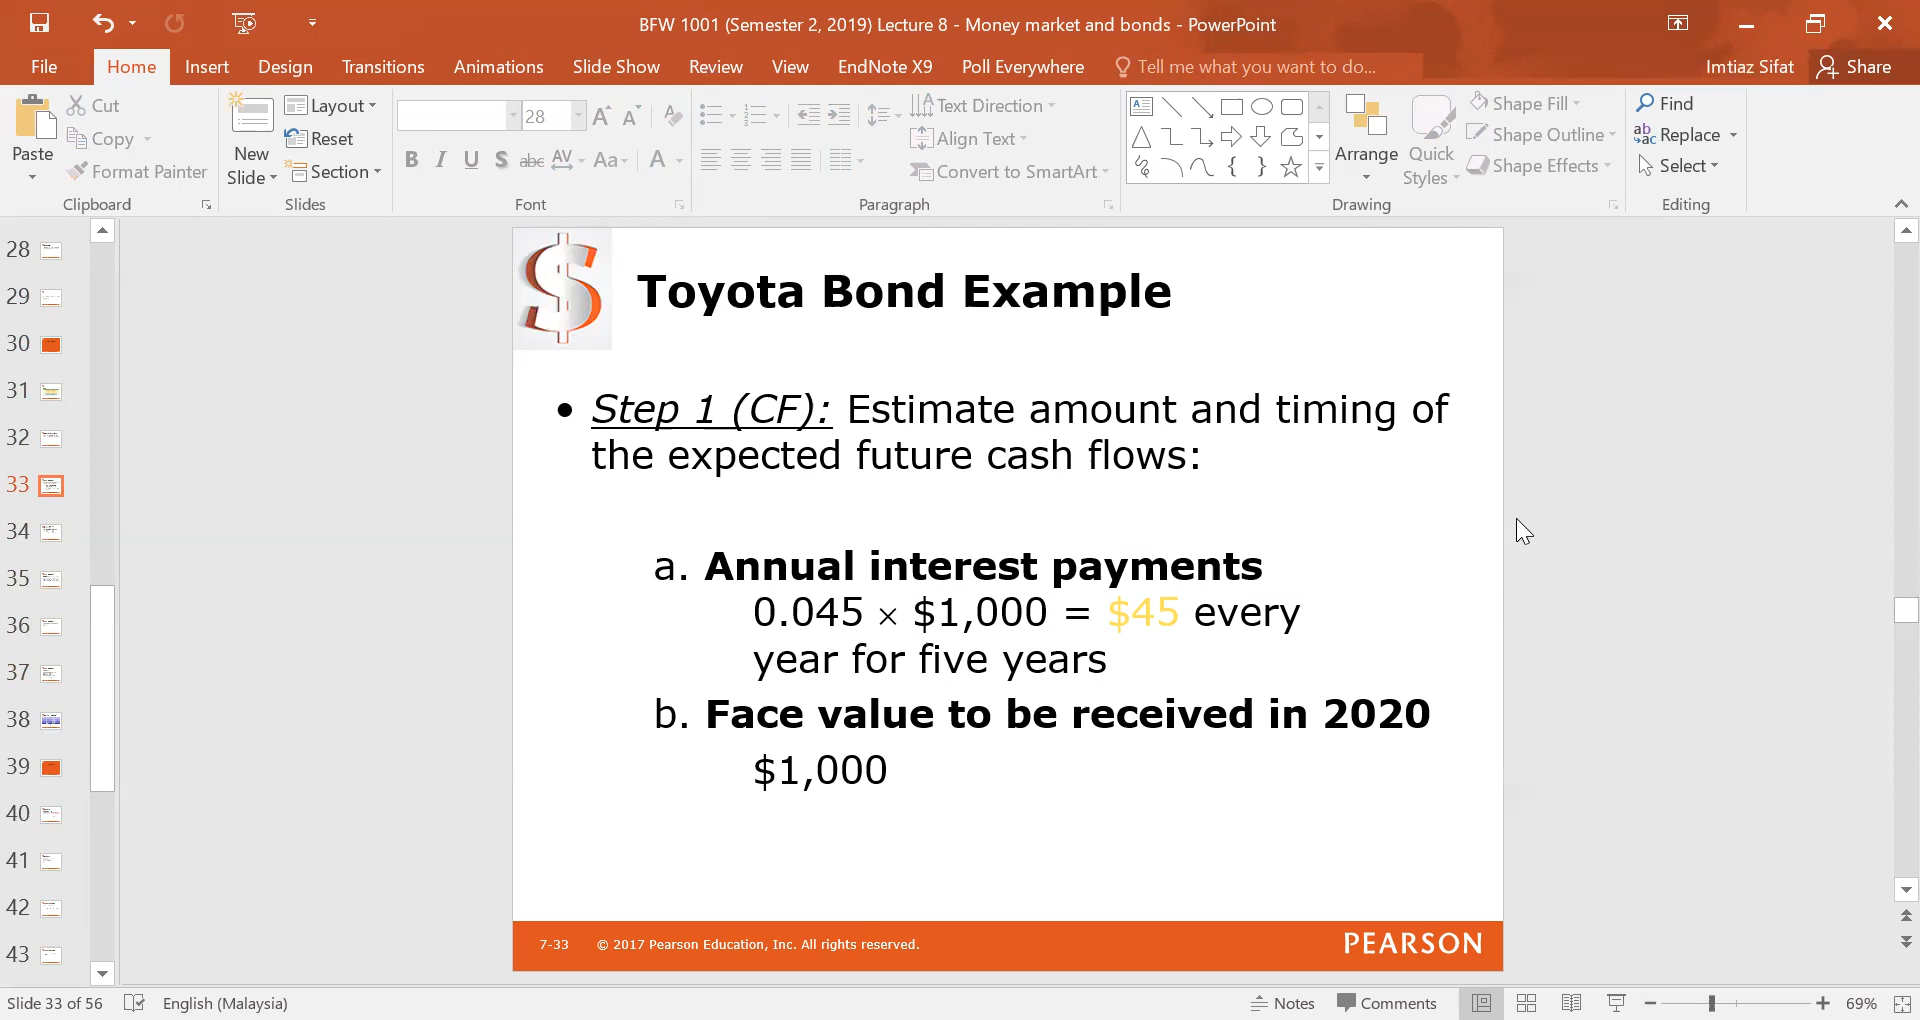 BFW 1001 (Semester 2, 2019) Lecture 8 - Money market and bonds - PowerPoint
File Home Insert Design Transitions Animations Slide Show Review View EndNote X9 Poll Everywhere Tell me what you want to do... Imtiaz Sifat Share
Paste
Cut
Copy
Format Painter
Clipboard
New
Slide
Layout
Reset
Section
Slides
28
B I U S abc AV Aa A
Font
Text Direction
Align Text
Convert to SmartArt
Paragraph
Arrange
Quick
Styles
Shape Fill
Shape Outline
Shape Effects
Drawing
Find
Replace
Select
Editing
28
29
30
31
32
33
34
35
36
37
38
39
40
41
42
43
$ Toyota Bond Example
• Step 1 (CF): Estimate amount and timing of
the expected future cash flows:
a. Annual interest payments
0.045 × $1,000 = $45 every
year for five years
b. Face value to be received in 2020
$1,000
7-33 © 2017 Pearson Education, Inc. All rights reserved. PEARSON
Slide 33 of 56 English (Malaysia) Notes Comments 69%